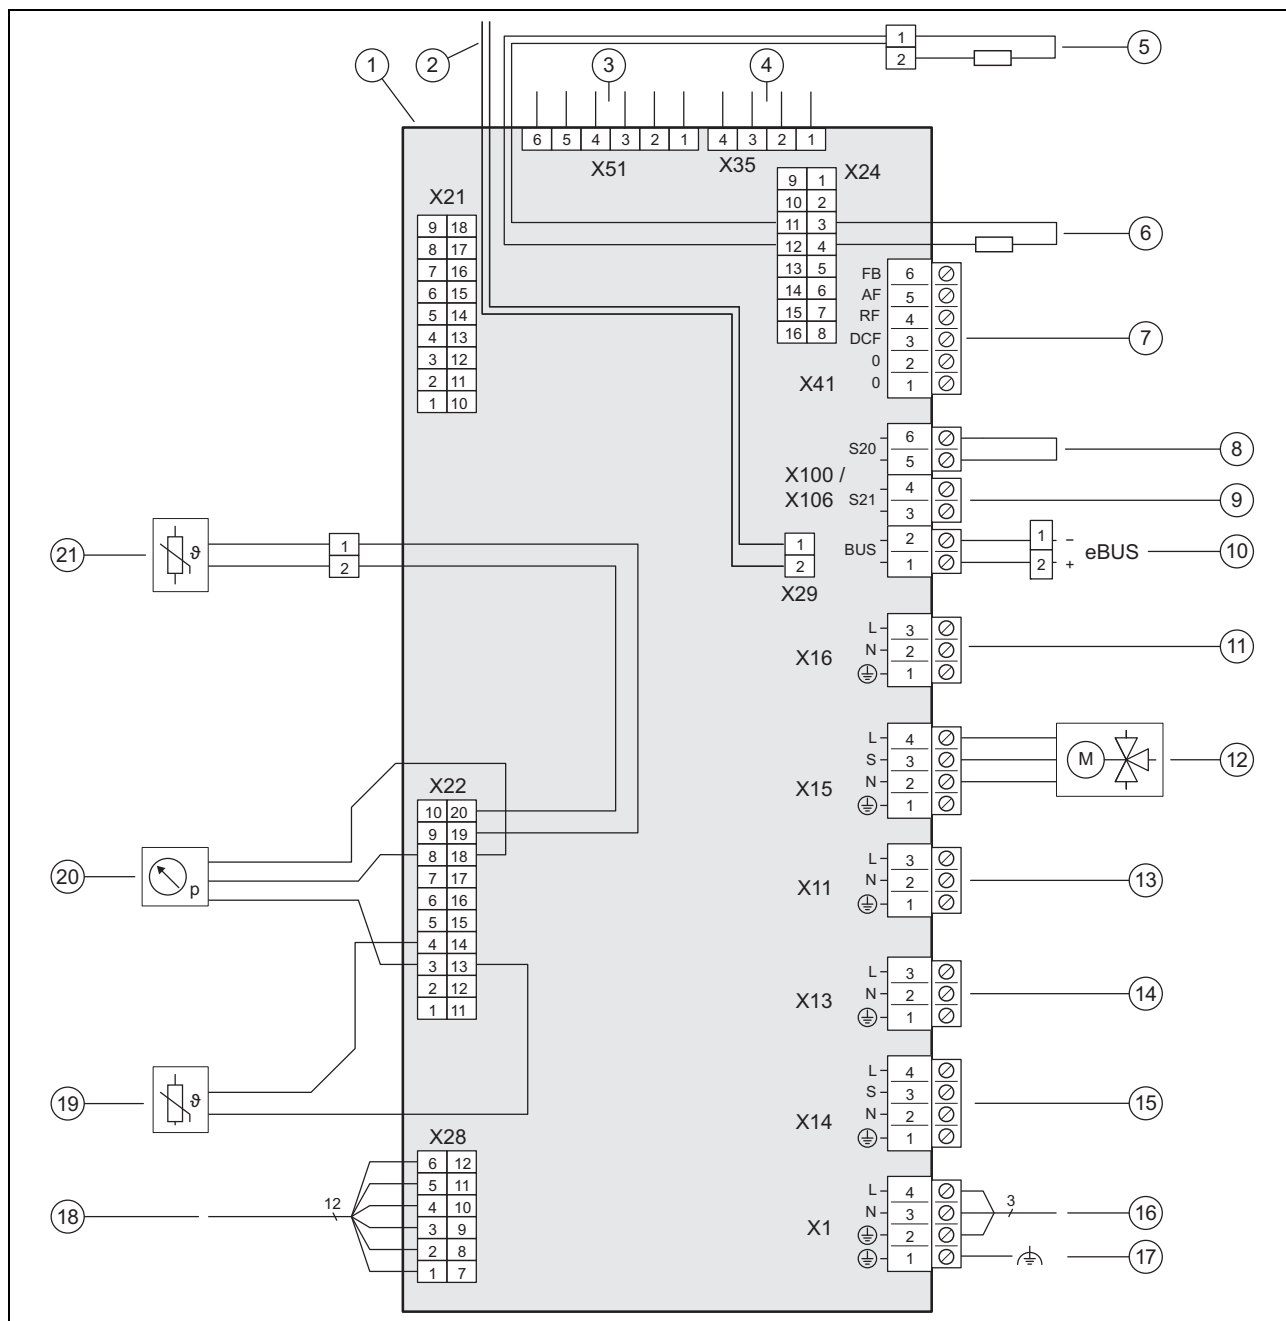 1
2
3
4
5
1
2
6 5 4 3 2 1
4 3 2 1
X51
X35
X24
9 1
10 2
11 3
12 4
13 5
14 6
15 7
16 8
6
X21
9 18
8 17
7 16
6 15
5 14
4 13
3 12
2 11
1 10
FB 6
AF 5
RF 4
DCF 3
0 2
0 1
X41
7
S20
6
5
8
X100 /
X106
S21
4
3
9
BUS
2
1
1 –
2 +
eBUS
10
1
2
X29
21
ϑ
1
2
X16
L 3
N 2
1
11
X15
L 4
S 3
N 2
1
M
12
X22
10 20
9 19
8 18
7 17
6 16
5 15
4 14
3 13
2 12
1 11
20
p
X11
L 3
N 2
1
13
X13
L 3
N 2
1
14
19
ϑ
X14
L 4
S 3
N 2
1
15
X28
6 12
5 11
4 10
3 9
2 8
1 7
18
12
X1
L 4
N 3
2
1
3
16
17